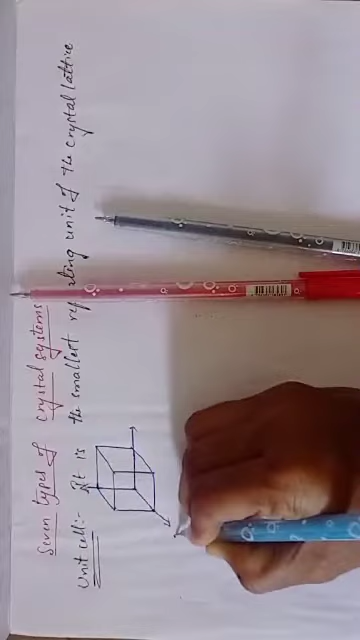 Seven types of crystal systems
Unit cell:- It is the smallest repeating unit of the crystal lattice